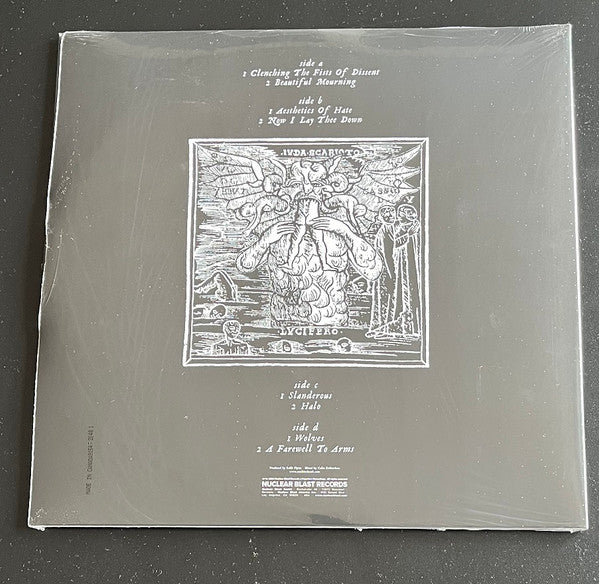 side a
1 Clenching The Fists Of Dissent
2 Beautiful Mourning
side b
1 Aesthetics Of Hate
2 Now I Lay Thee Down
·IVDA·SCARIOTO
LVCIFERO·
side c
1 Slanderous
2 Halo
side d
1 Wolves
2 A Farewell To Arms
NUCLEAR BLAST RECORDS
MADE IN